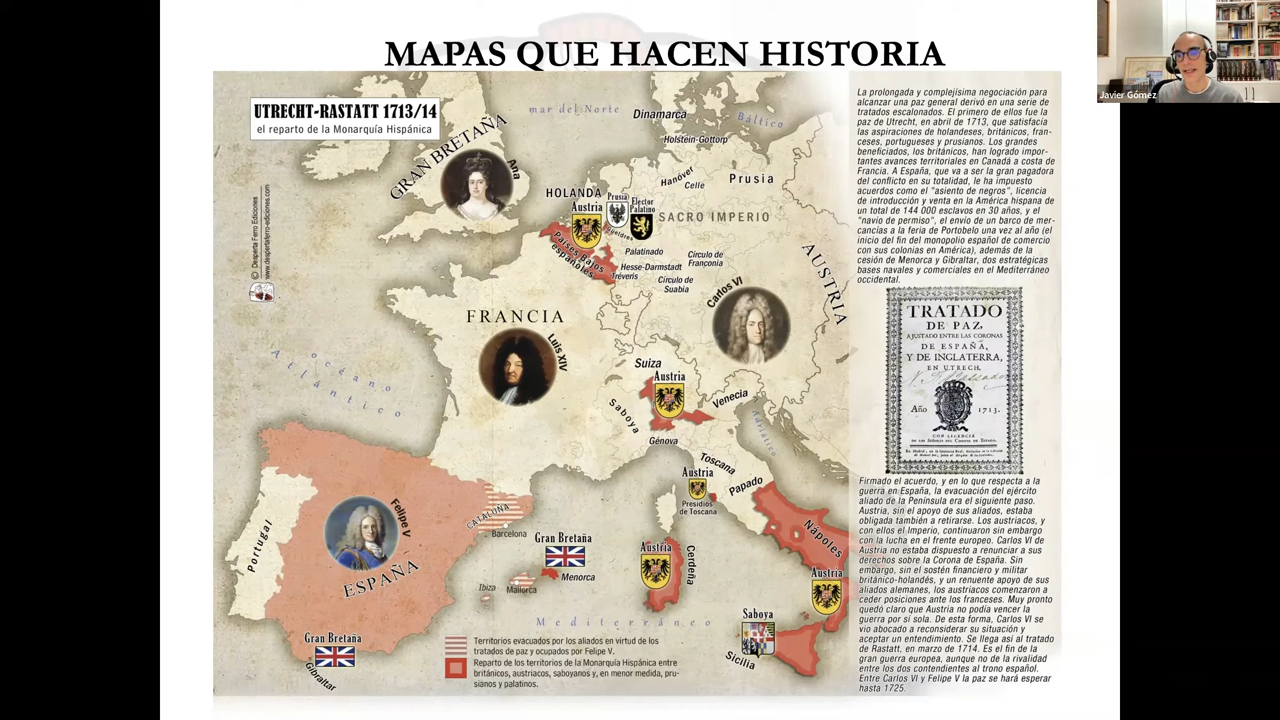 MAPAS QUE HACEN HISTORIA
Javier Gómez
UTRECHT-RASTATT 1713/14
el reparto de la Monarquía Hispánica
© Desperta Ferro Ediciones
www.despertaferro-ediciones.com
mar del Norte
Dinamarca
Báltico
Holstein-Gottorp
GRAN BRETAÑA
Ana
Hanóver
Celle
Prusia
HOLANDA
Austria
Prusia
Elector
Palatino
SACRO IMPERIO
Güeldres
Países Bajos
españoles
Palatinado
Hesse-Darmstadt
Tréveris
Círculo de
Franconia
Círculo de
Suabia
AUSTRIA
Carlos VI
FRANCIA
Luis XIV
océano
Atlántico
Suiza
Austria
Saboya
Venecia
Génova
Adriático
Toscana
Papado
Austria
Presidios
de Toscana
Nápoles
Austria
Portugal
Felipe V
ESPAÑA
CATALUÑA
Barcelona
Gran Bretaña
Menorca
Ibiza
Mallorca
Austria
Cerdeña
Mediterráneo
Saboya
Sicilia
Gran Bretaña
Gibraltar
Territorios evacuados por los aliados en virtud de los
tratados de paz y ocupados por Felipe V.
Reparto de los territorios de la Monarquía Hispánica entre
británicos, austriacos, saboyanos y, en menor medida, pru-
sianos y palatinos.
La prolongada y complejísima negociación para
alcanzar una paz general derivó en una serie de
tratados escalonados. El primero de ellos fue la
paz de Utrecht, en abril de 1713, que satisfacía
las aspiraciones de holandeses, británicos, fran-
ceses, portugueses y prusianos. Los grandes
beneficiados, los británicos, han logrado impor-
tantes avances territoriales en Canadá a costa de
Francia. A España, que va a ser la gran pagadora
del conflicto en su totalidad, le ha impuesto
acuerdos como el "asiento de negros", licencia
de introducción y venta en la América hispana de
un total de 144 000 esclavos en 30 años, y el
"navío de permiso", el envío de un barco de mer-
cancías a la feria de Portobelo una vez al año (el
inicio del fin del monopolio español de comercio
con sus colonias en América), además de la
cesión de Menorca y Gibraltar, dos estratégicas
bases navales y comerciales en el Mediterráneo
occidental.
TRATADO
DE PAZ,
AJUSTADO ENTRE LAS CORONAS
DE ESPAÑA,
Y DE INGLATERRA,
EN UTRECH.
Año 1713.
CON LICENCIA
Firmado el acuerdo, y en lo que respecta a la
guerra en España, la evacuación del ejército
aliado de la Península era el siguiente paso.
Austria, sin el apoyo de sus aliados, estaba
obligada también a retirarse. Los austriacos, y
con ellos el Imperio, continuaron sin embargo
con la lucha en el frente europeo. Carlos VI de
Austria no estaba dispuesto a renunciar a sus
derechos sobre la Corona de España. Sin
embargo, sin el sostén financiero y militar
británico-holandés, y un renuente apoyo de sus
aliados alemanes, los austriacos comenzaron a
ceder posiciones ante los franceses. Muy pronto
quedó claro que Austria no podía vencer la
guerra por sí sola. De esta forma, Carlos VI se
vio abocado a reconsiderar su situación y
aceptar un entendimiento. Se llega así al tratado
de Rastatt, en marzo de 1714. Es el fin de la
gran guerra europea, aunque no de la rivalidad
entre los dos contendientes al trono español.
Entre Carlos VI y Felipe V la paz se hará esperar
hasta 1725.